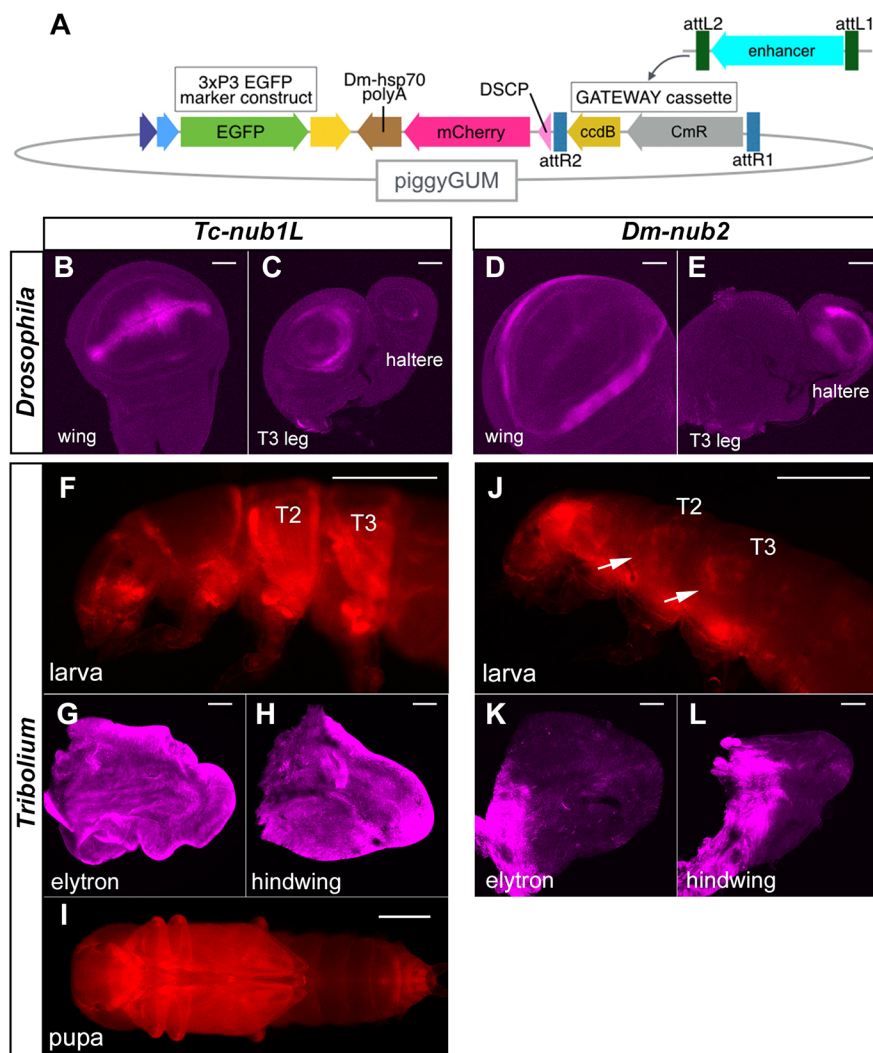 A
attL2
attL1
enhancer
3xP3 EGFP
marker construct
Dm-hsp70
polyA
DSCP
GATEWAY cassette
EGFP
mCherry
ccdB
CmR
attR2
attR1
piggyGUM
Tc-nub1L
Dm-nub2
Drosophila
B
wing
C
haltere
T3 leg
D
wing
E
haltere
T3 leg
Tribolium
F
T2
T3
larva
J
T2
T3
larva
G
elytron
H
hindwing
K
elytron
L
hindwing
I
pupa